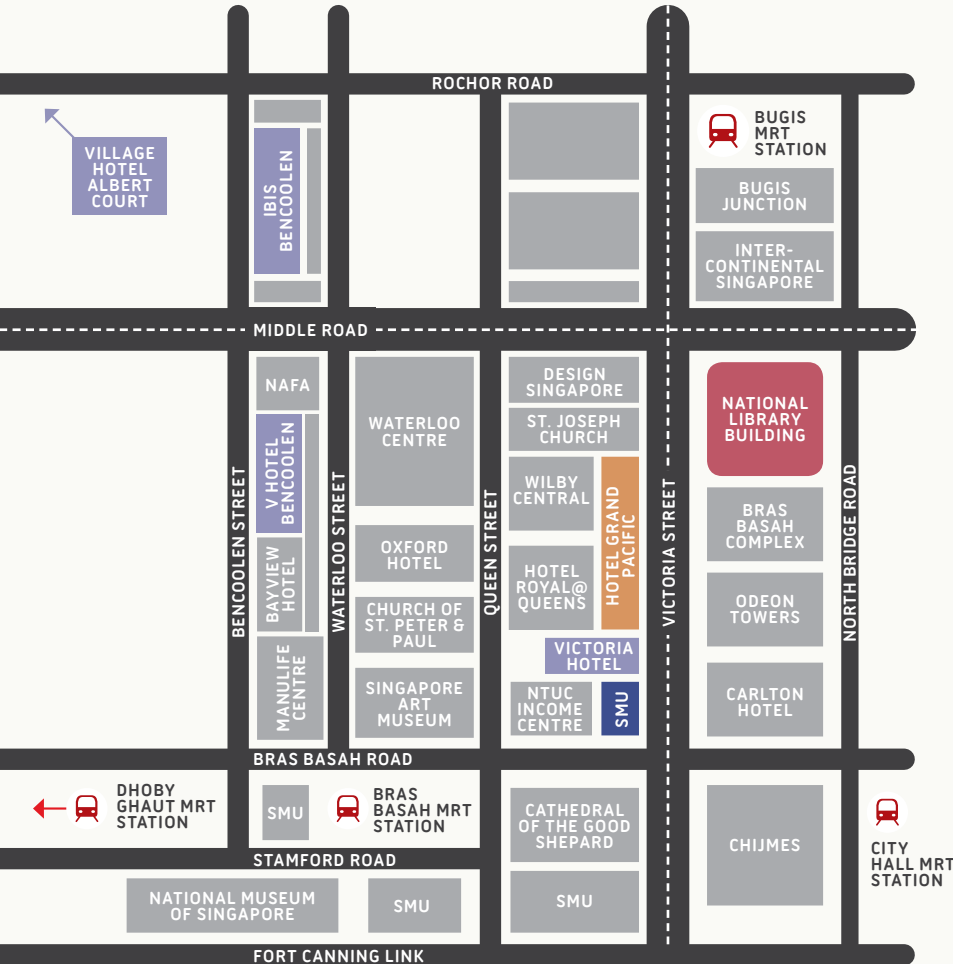 ROCHOR ROAD
BUGIS
MRT
STATION
VILLAGE
HOTEL
ALBERT
COURT
IBIS
BENCOOLEN
BUGIS
JUNCTION
INTER-
CONTINENTAL
SINGAPORE
MIDDLE ROAD
NAFA
WATERLOO
CENTRE
DESIGN
SINGAPORE
ST. JOSEPH
CHURCH
NATIONAL
LIBRARY
BUILDING
V HOTEL
BENCOOLEN
WILBY
CENTRAL
HOTEL GRAND
PACIFIC
BENCOOLEN STREET
WATERLOO STREET
QUEEN STREET
VICTORIA STREET
NORTH BRIDGE ROAD
BRAS
BASAH
COMPLEX
BAYVIEW
HOTEL
OXFORD
HOTEL
HOTEL
ROYAL@
QUEENS
ODEON
TOWERS
CHURCH OF
ST. PETER &
PAUL
VICTORIA
HOTEL
MANULIFE
CENTRE
SINGAPORE
ART
MUSEUM
NTUC
INCOME
CENTRE
SMU
CARLTON
HOTEL
BRAS BASAH ROAD
DHOBY
GHAUT MRT
STATION
SMU
BRAS
BASAH MRT
STATION
CATHEDRAL
OF THE GOOD
SHEPARD
CHIJMES
CITY
HALL MRT
STATION
STAMFORD ROAD
NATIONAL MUSEUM
OF SINGAPORE
SMU
SMU
FORT CANNING LINK